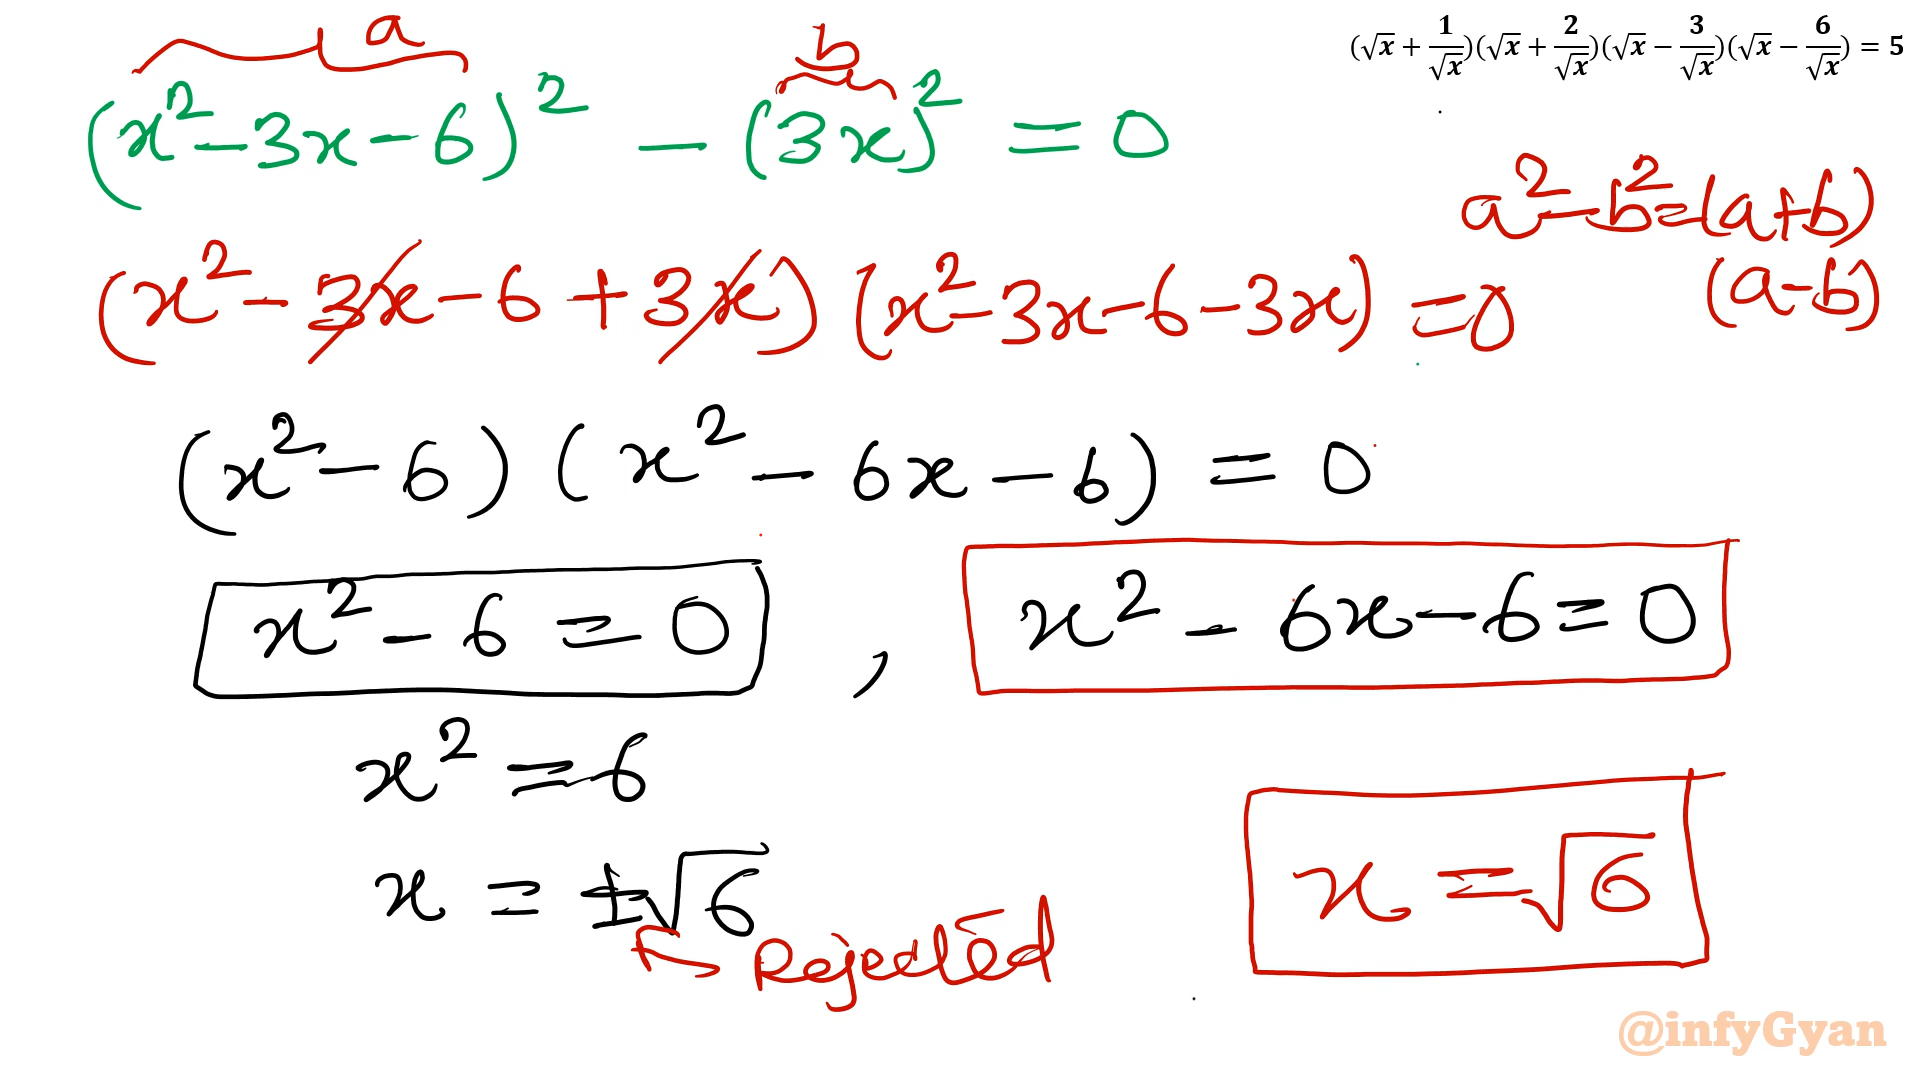 (√x + 1/√x)(√x + 2/√x)(√x − 3/√x)(√x − 6/√x) = 5
a b
(x² − 3x − 6)² − (3x)² = 0
a² − b² = (a+b)
(a−b)
(x² − 3x − 6 + 3x) (x² − 3x − 6 − 3x) = 0
(x² − 6) (x² − 6x − 6) = 0
x² − 6 = 0 , x² − 6x − 6 = 0
x² = 6
x = ±√6
Rejected
x = √6
@infyGyan